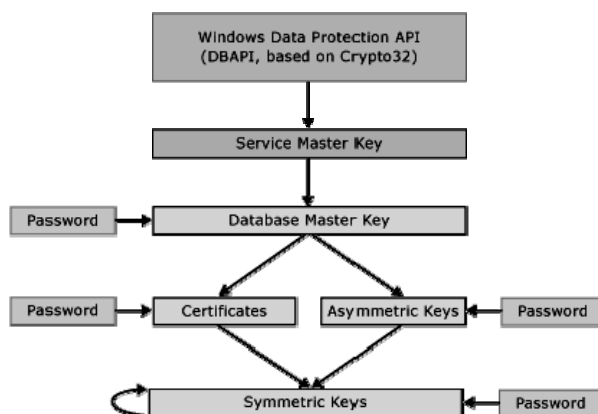 Windows Data Protection API
(DBAPI, based on Crypto32)
Service Master Key
Password
Database Master Key
Password
Certificates
Asymmetric Keys
Password
Symmetric Keys
Password